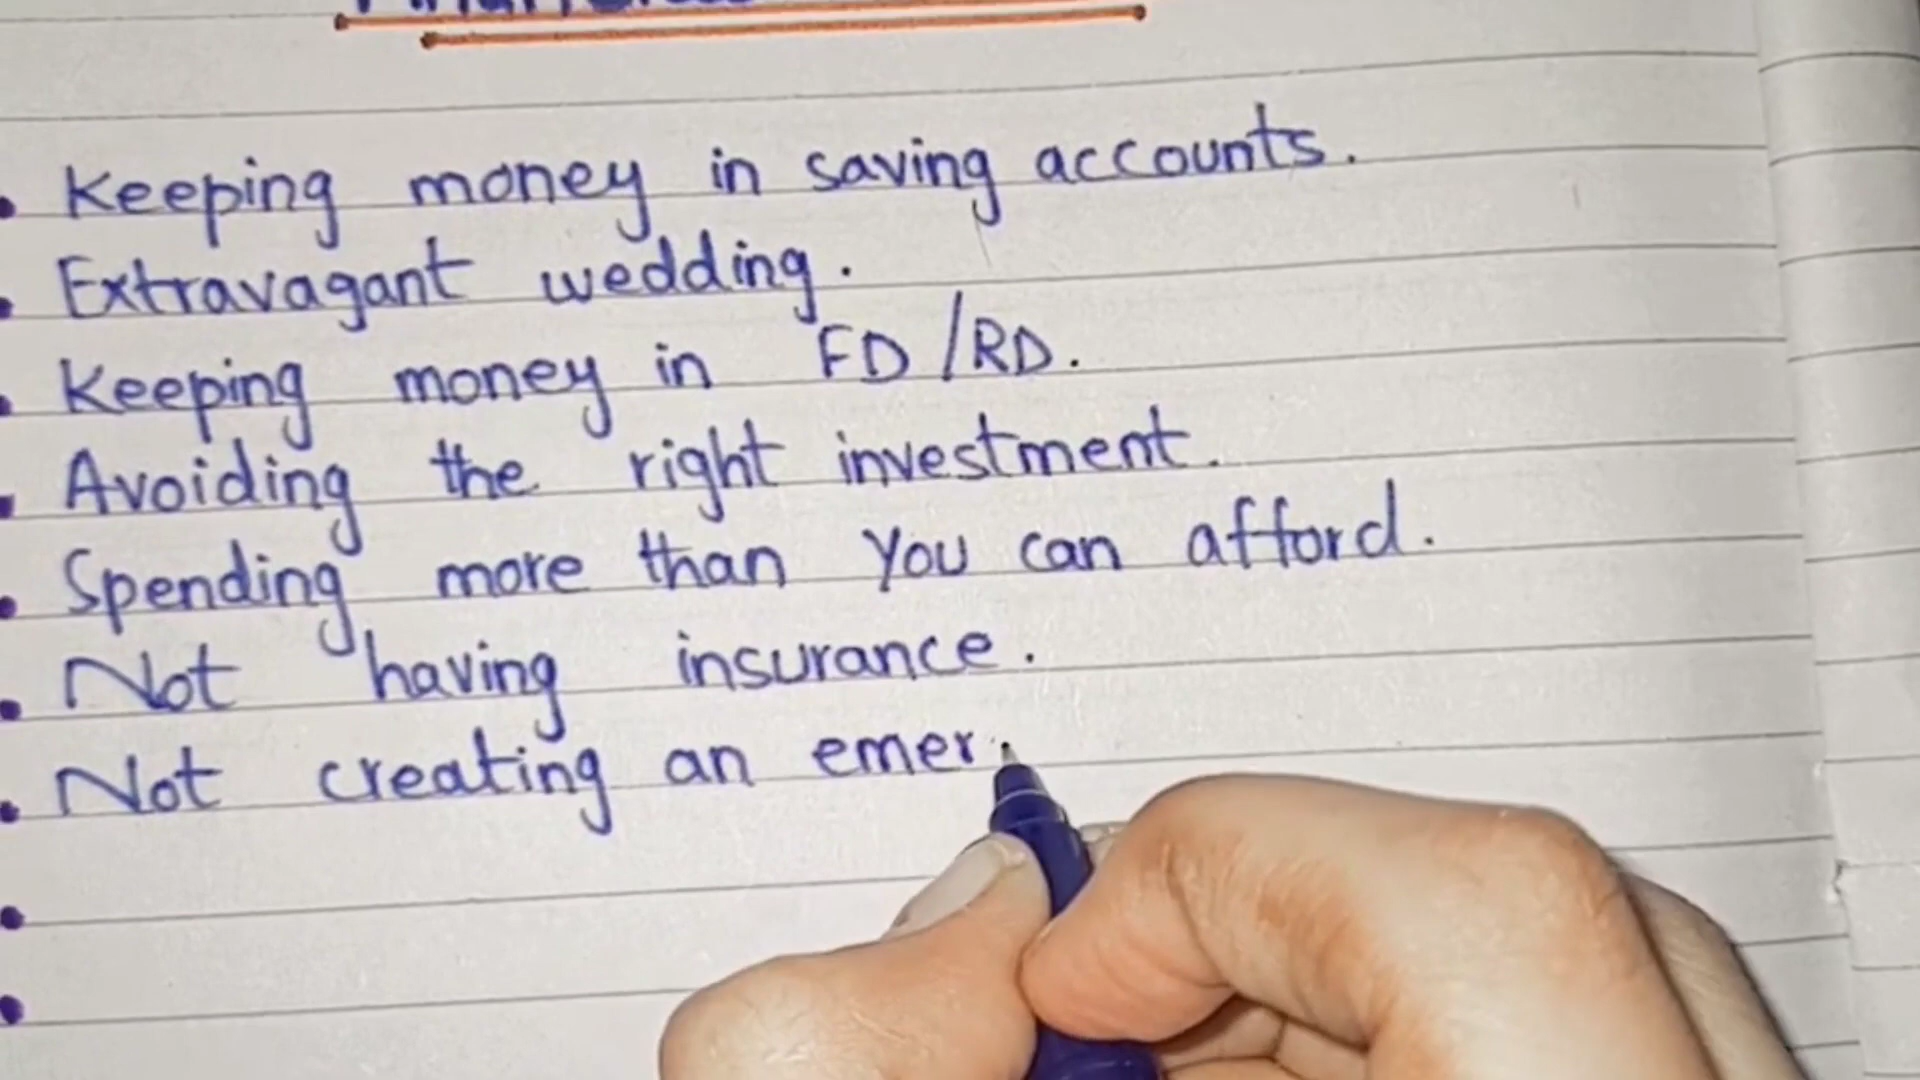 • Keeping money in saving accounts.
• Extravagant wedding.
• Keeping money in FD/RD.
• Avoiding the right investment.
• Spending more than you can afford.
• Not having insurance.
• Not creating an emer
•
•